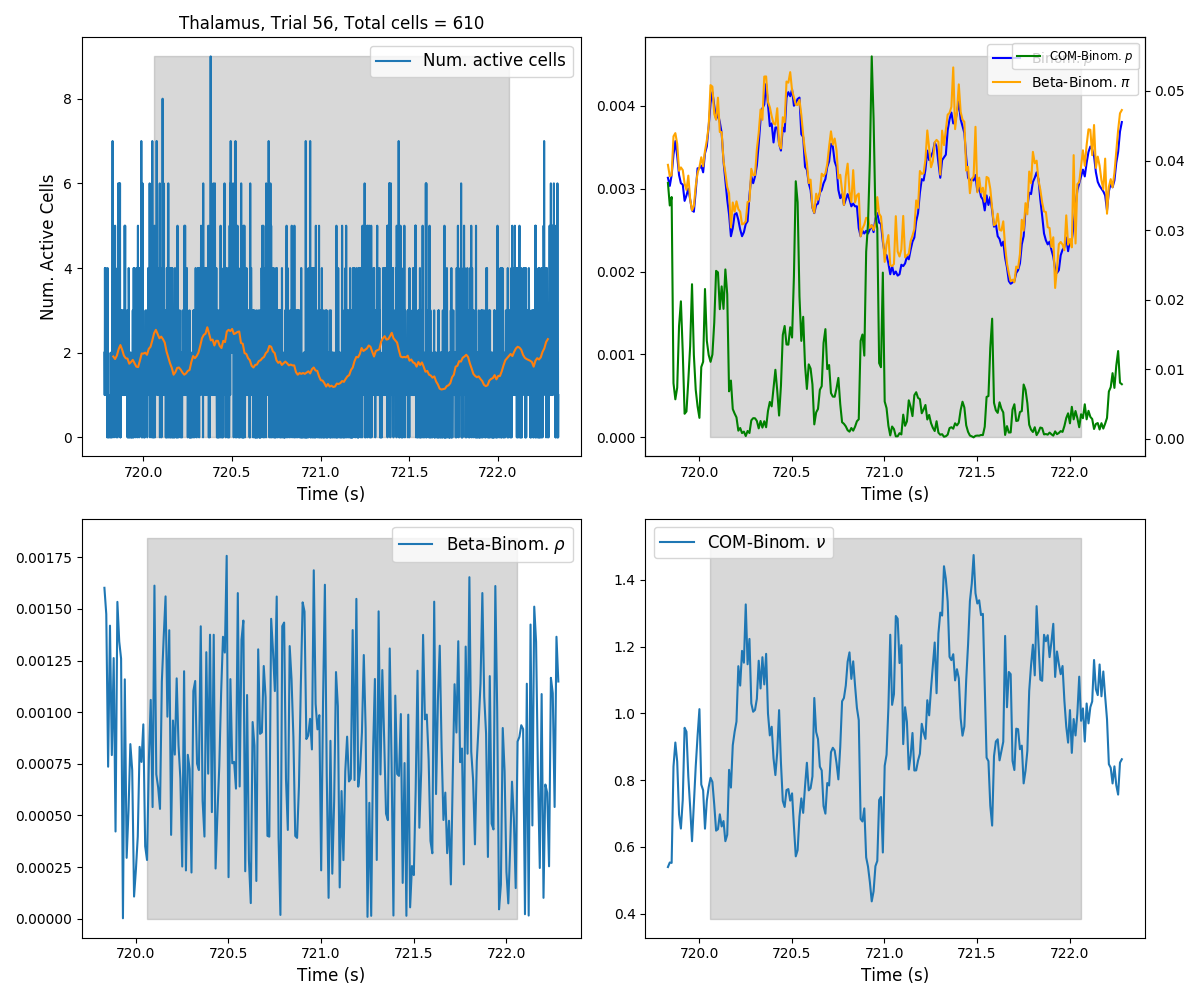 Thalamus, Trial 56, Total cells = 610
Num. active cells
8
6
4
2
0
Num. Active Cells
720.0 720.5 721.0 721.5 722.0
Time (s)
COM-Binom. p
Beta-Binom. π
0.004
0.003
0.002
0.001
0.000
0.05
0.04
0.03
0.02
0.01
0.00
720.0 720.5 721.0 721.5 722.0
Time (s)
Beta-Binom. ρ
0.00175
0.00150
0.00125
0.00100
0.00075
0.00050
0.00025
0.00000
720.0 720.5 721.0 721.5 722.0
Time (s)
COM-Binom. ν
1.4
1.2
1.0
0.8
0.6
0.4
720.0 720.5 721.0 721.5 722.0
Time (s)